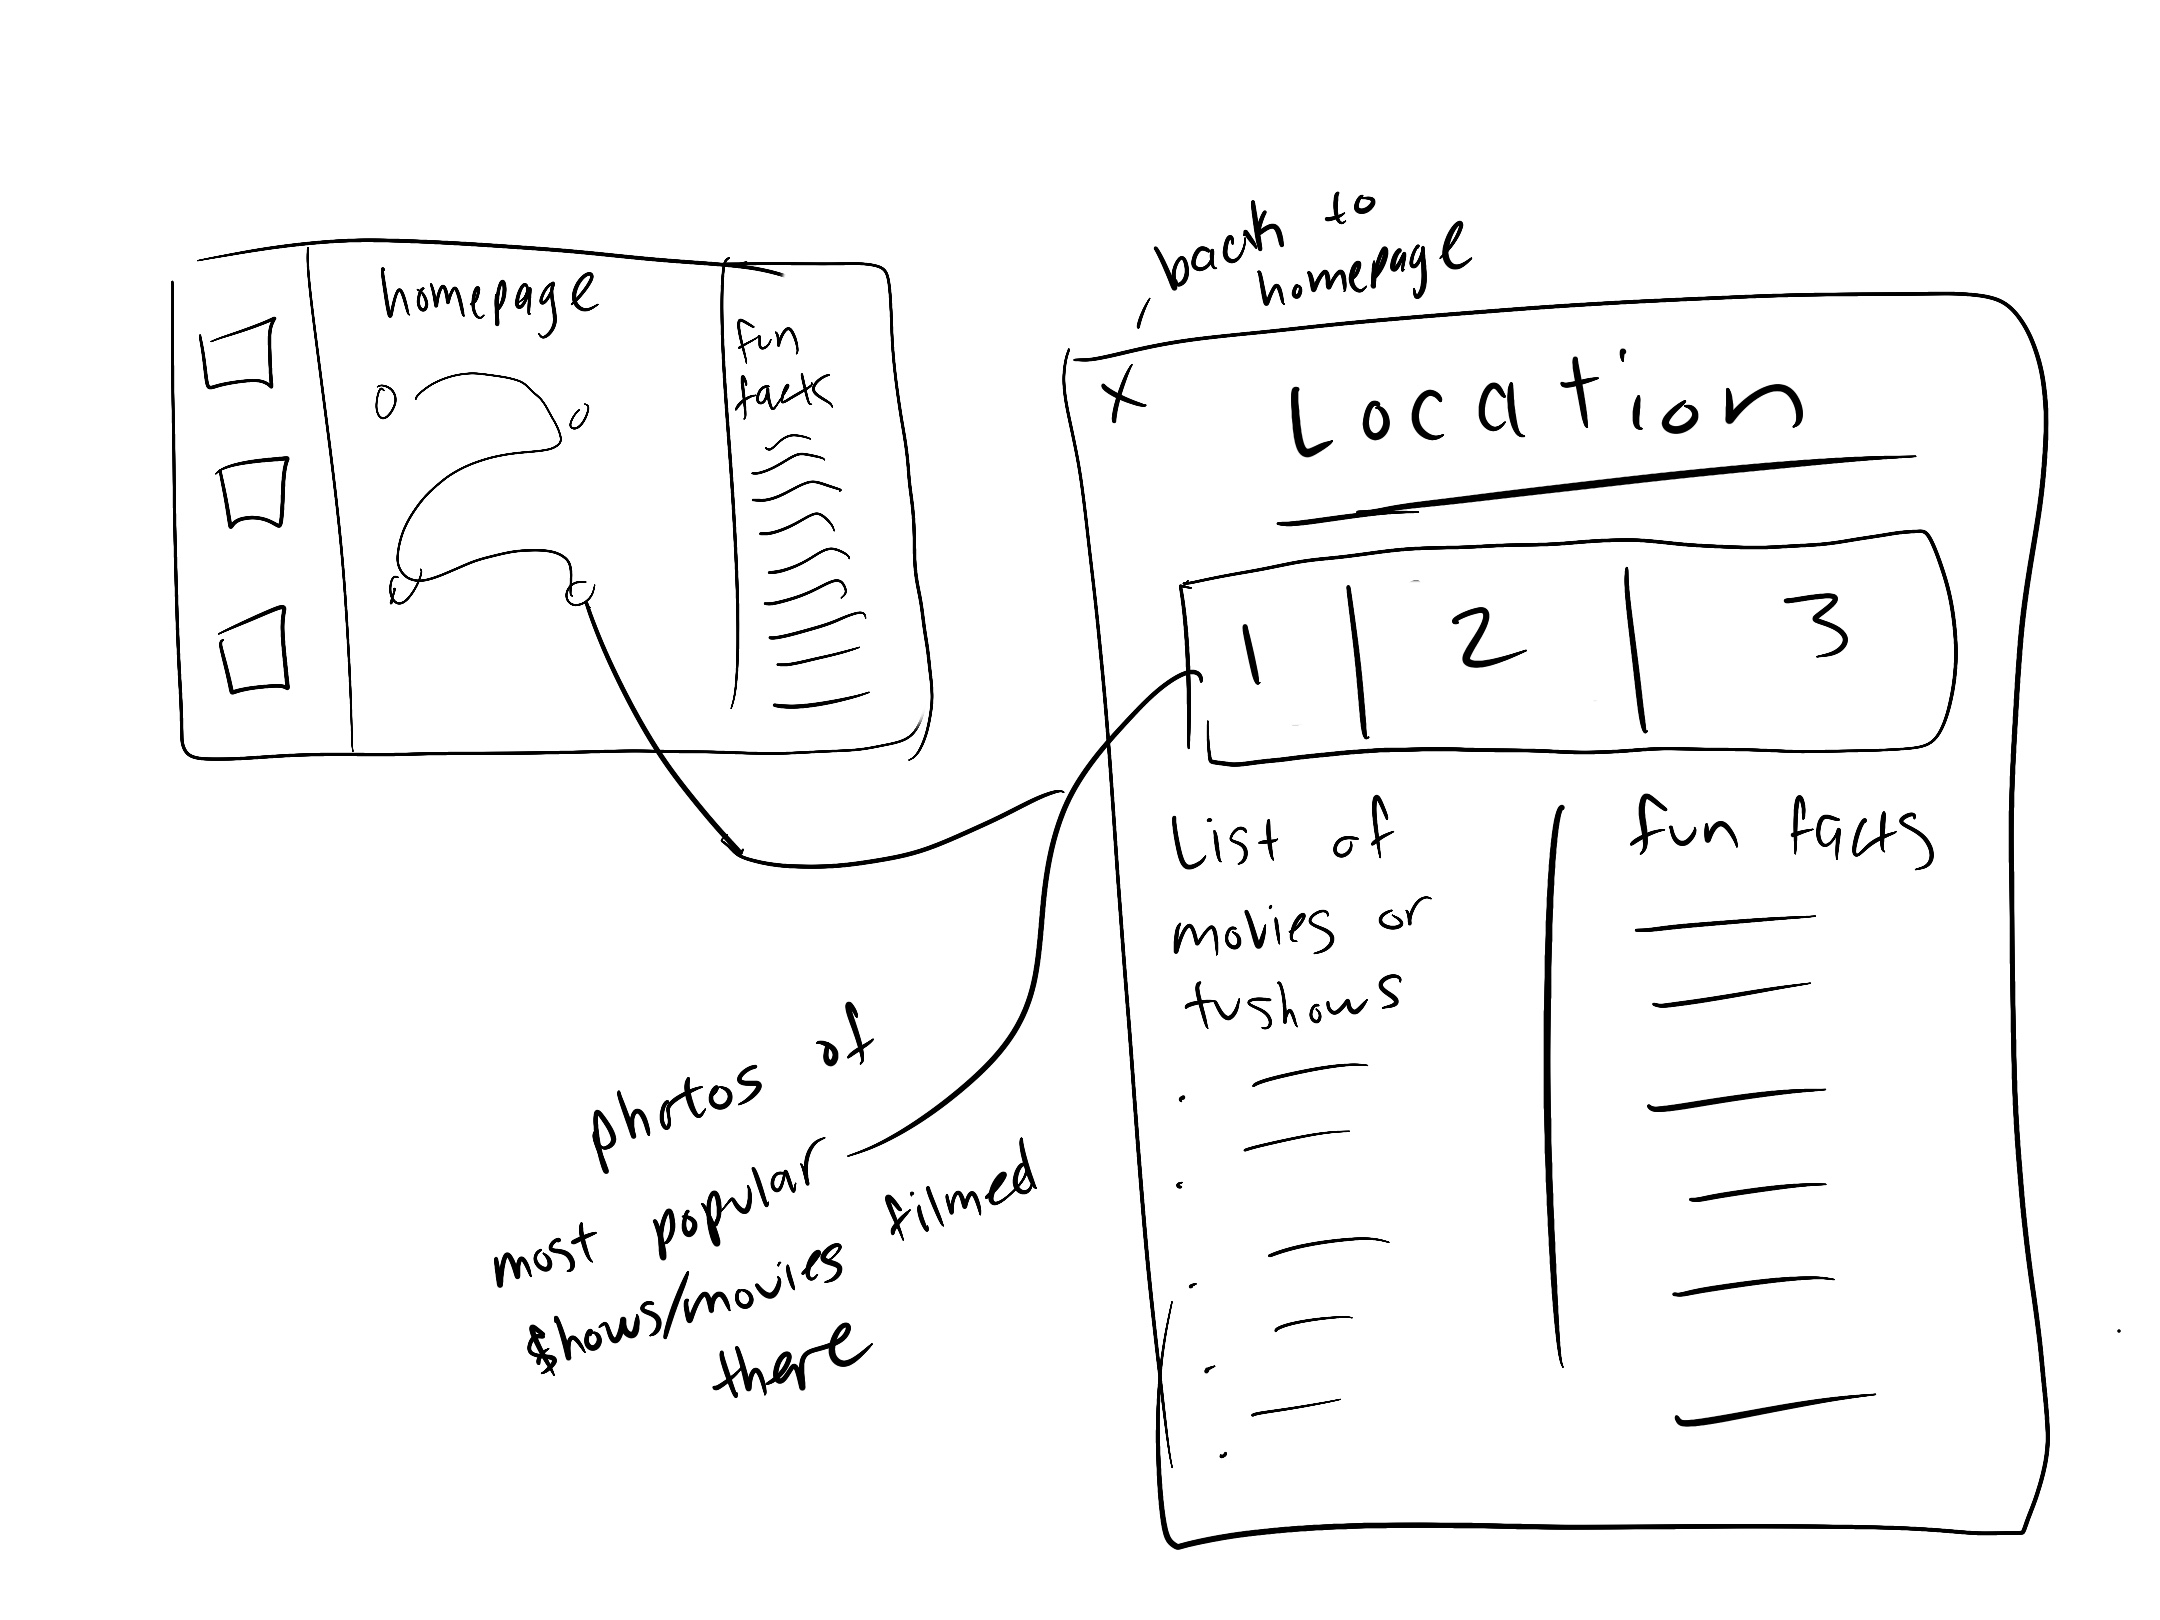 homepage
fun
facts
back to
homepage
X
Location
1 2 3
List of
movies or
tvshows
fun facts
photos of
most popular
shows/movies filmed
there